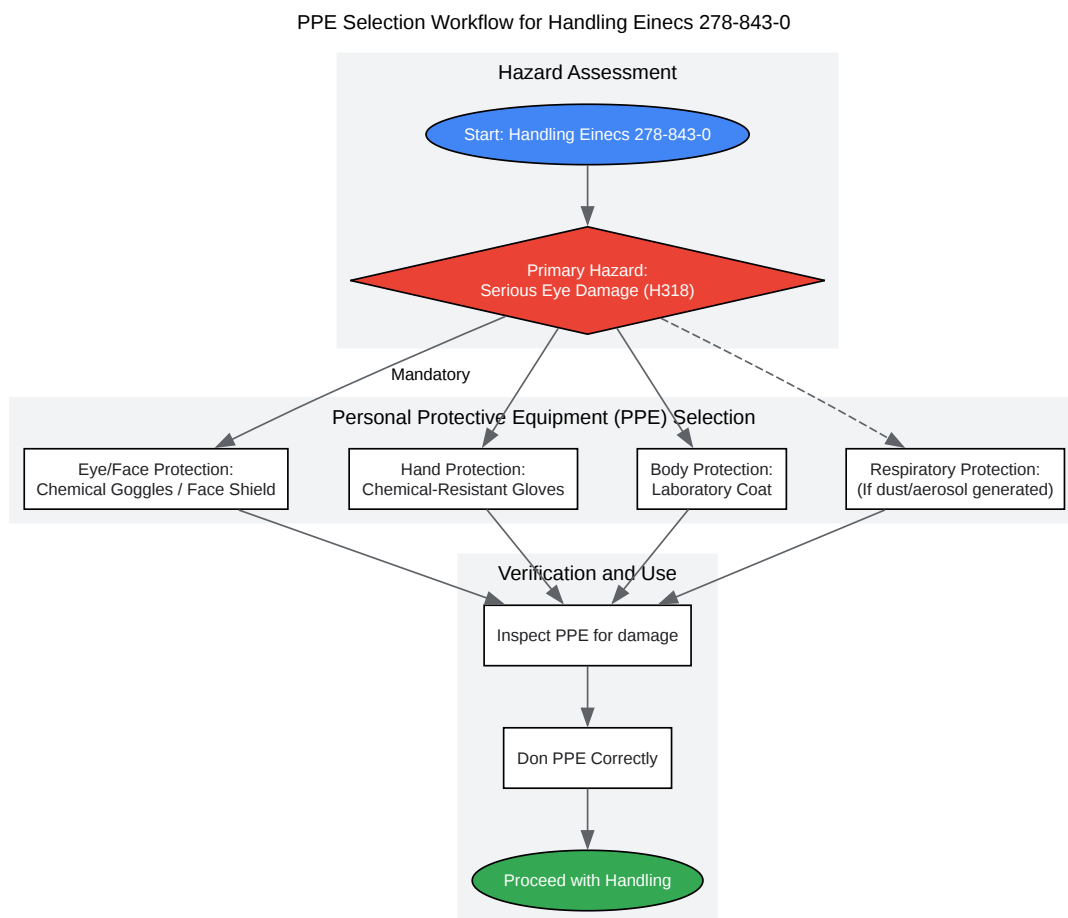 PPE Selection Workflow for Handling Einecs 278-843-0
Hazard Assessment
Start: Handling Einecs 278-843-0
Primary Hazard:
Serious Eye Damage (H318)
Mandatory
Personal Protective Equipment (PPE) Selection
Eye/Face Protection:
Chemical Goggles / Face Shield
Hand Protection:
Chemical-Resistant Gloves
Body Protection:
Laboratory Coat
Respiratory Protection:
(If dust/aerosol generated)
Verification and Use
Inspect PPE for damage
Don PPE Correctly
Proceed with Handling